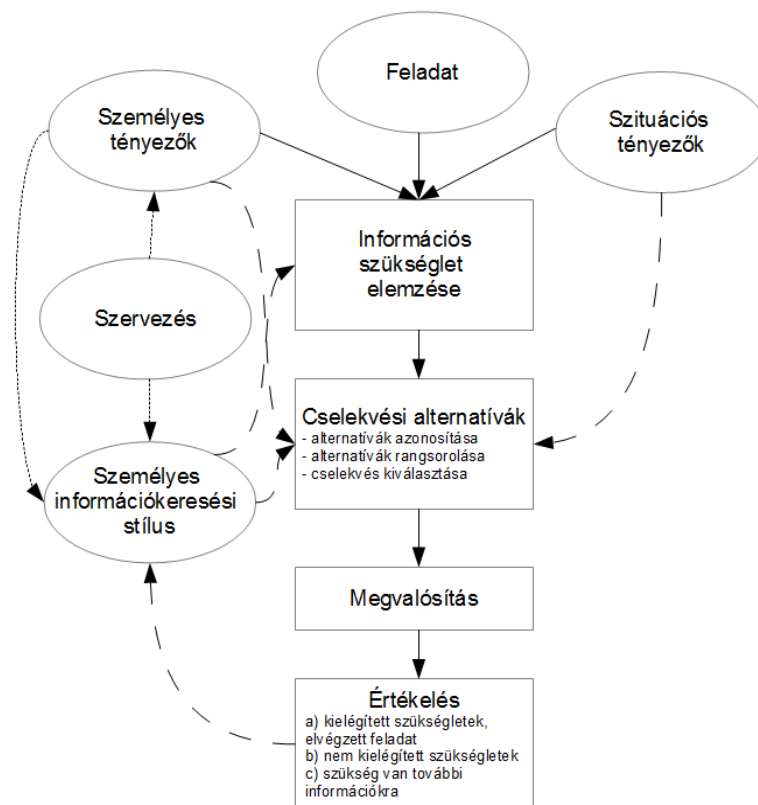 Feladat
Személyes
tényezők
Szituációs
tényezők
Információs
szükséglet
elemzése
Szervezés
Cselekvési alternatívák
- alternatívák azonosítása
- alternatívák rangsorolása
- cselekvés kiválasztása
Személyes
információkeresési
stílus
Megvalósítás
Értékelés
a) kielégített szükségletek,
elvégzett feladat
b) nem kielégített szükségletek
c) szükség van további
információkra